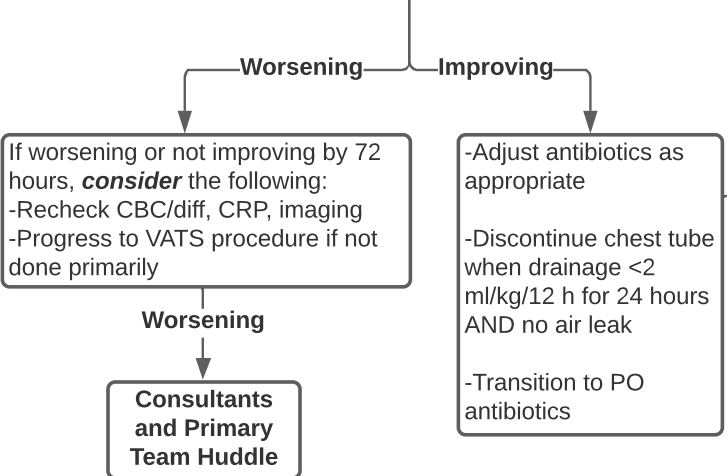 Worsening
Improving
If worsening or not improving by 72
hours, consider the following:
-Recheck CBC/diff, CRP, imaging
-Progress to VATS procedure if not
done primarily
-Adjust antibiotics as
appropriate
-Discontinue chest tube
when drainage <2
ml/kg/12 h for 24 hours
AND no air leak
-Transition to PO
antibiotics
Worsening
Consultants
and Primary
Team Huddle